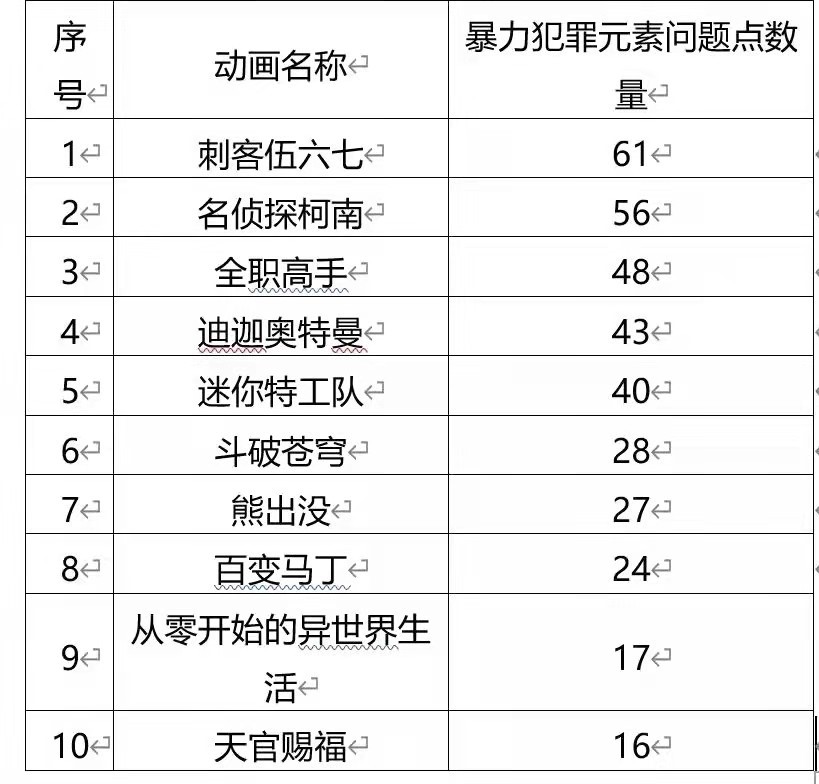 序
号
动画名称
暴力犯罪元素问题点数
量
1 刺客伍六七 61
2 名侦探柯南 56
3 全职高手 48
4 迪迦奥特曼 43
5 迷你特工队 40
6 斗破苍穹 28
7 熊出没 27
8 百变马丁 24
9 从零开始的异世界生
活 17
10 天官赐福 16